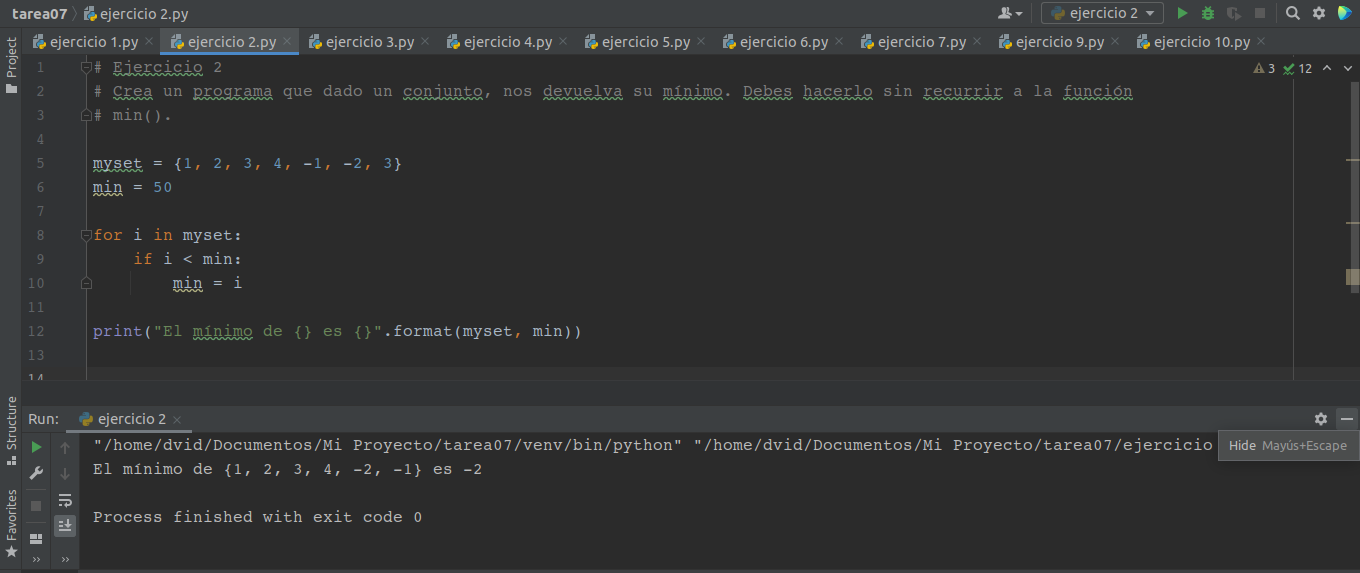 tarea07 ejercicio 2.py ejercicio 2
ejercicio 1.py ejercicio 2.py ejercicio 3.py ejercicio 4.py ejercicio 5.py ejercicio 6.py ejercicio 7.py ejercicio 9.py ejercicio 10.py
Project
1 # Ejercicio 2 3 12
2 # Crea un programa que dado un conjunto, nos devuelva su mínimo. Debes hacerlo sin recurrir a la función
3 # min().
4
5 myset = {1, 2, 3, 4, -1, -2, 3}
6 min = 50
7
8 for i in myset:
9 if i < min:
10 min = i
11
12 print("El mínimo de {} es {}".format(myset, min))
13
14
Structure
Favorites
Run: ejercicio 2
"/home/dvid/Documentos/Mi Proyecto/tarea07/venv/bin/python" "/home/dvid/Documentos/Mi Proyecto/tarea07/ejercicio
Hide Mayús+Escape
El mínimo de {1, 2, 3, 4, -2, -1} es -2
Process finished with exit code 0